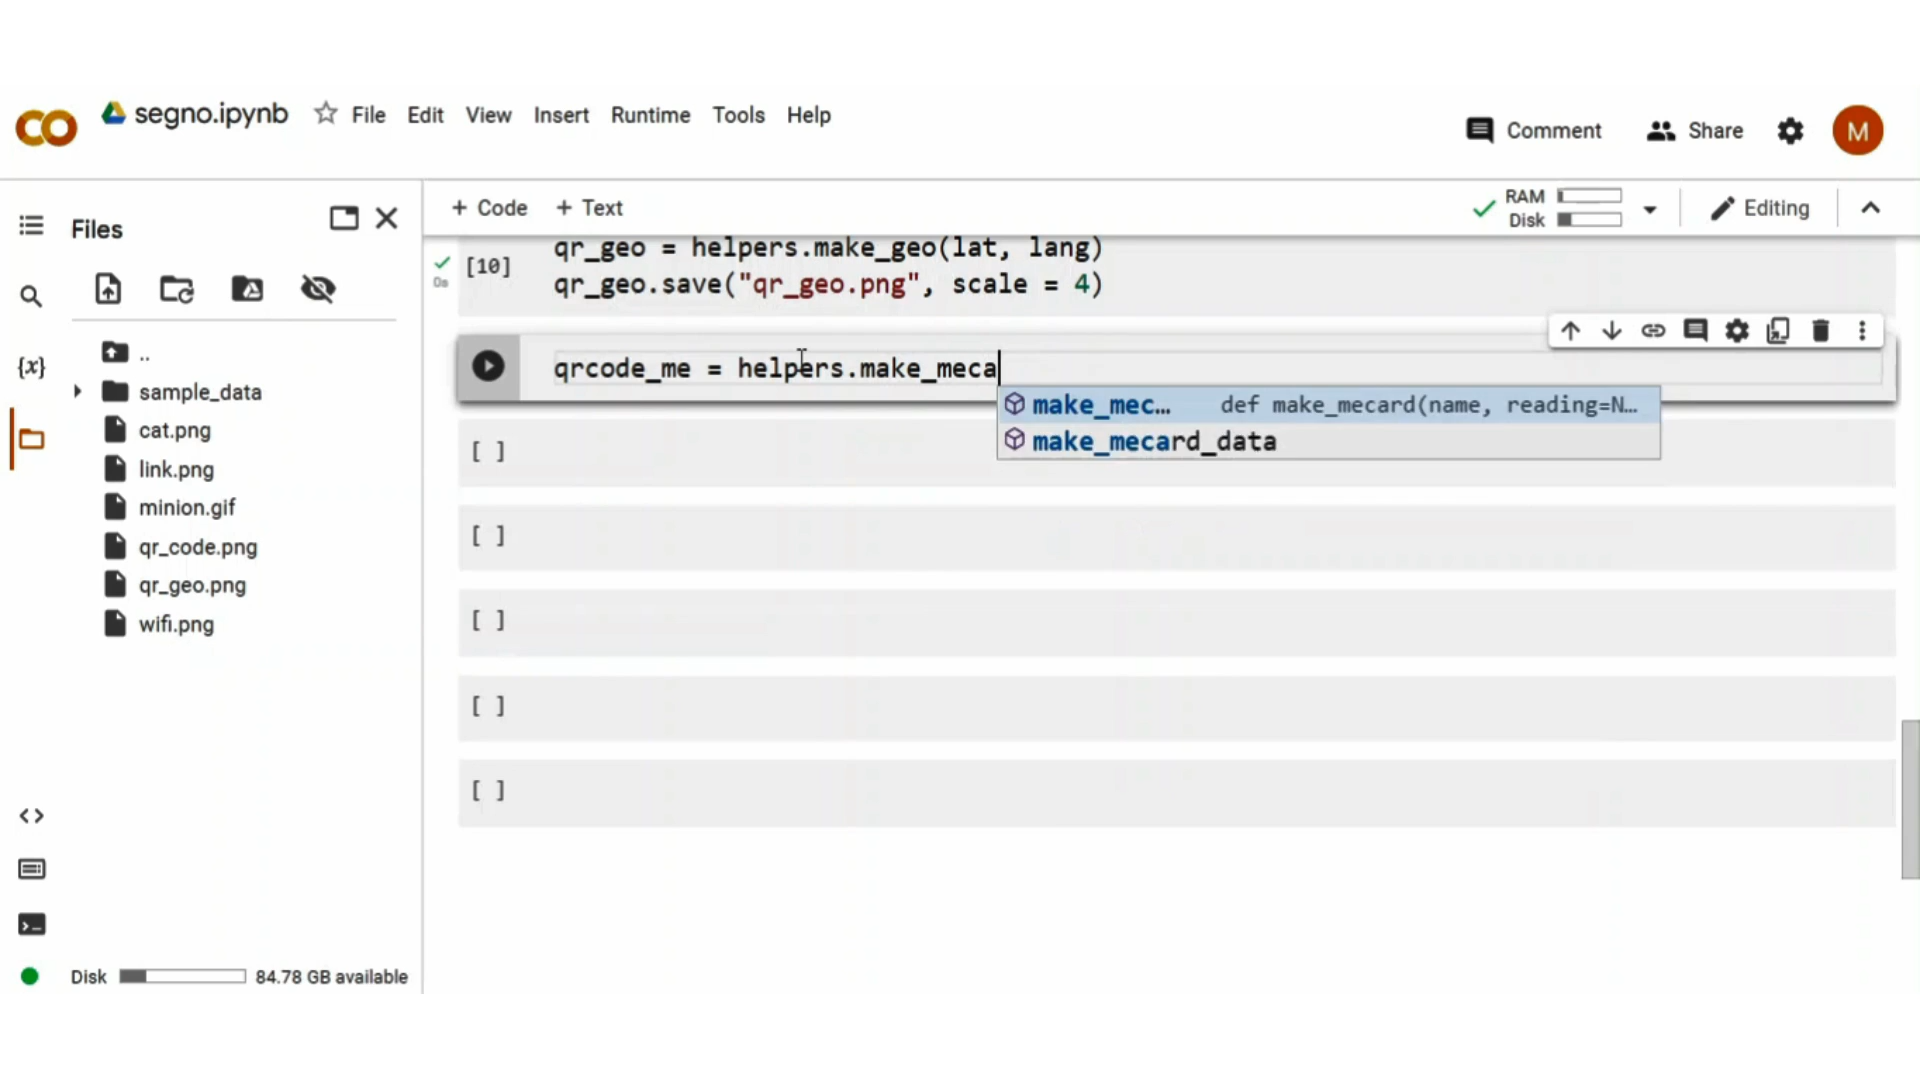 segno.ipynb
File Edit View Insert Runtime Tools Help
Comment
Share
M
Files
+ Code + Text
RAM
Disk
Editing
qr_geo = helpers.make_geo(lat, lang)
[10]
0s
qr_geo.save("qr_geo.png", scale = 4)
qrcode_me = helpers.make_meca
make_mec... def make_mecard(name, reading=N...
make_mecard_data
[ ]
[ ]
[ ]
[ ]
[ ]
{x}
..
sample_data
cat.png
link.png
minion.gif
qr_code.png
qr_geo.png
wifi.png
Disk 84.78 GB available